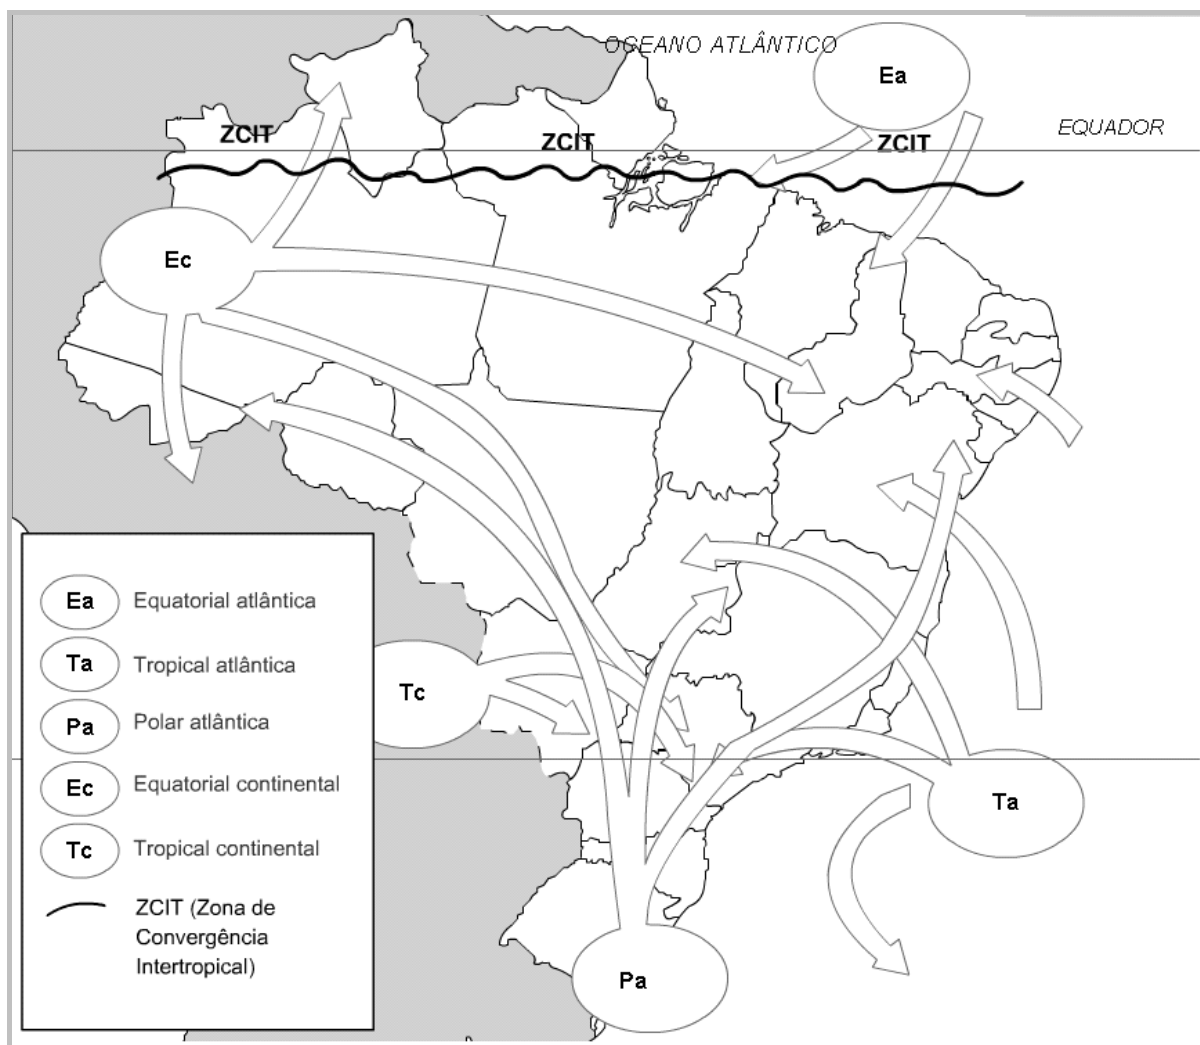 OCEANO ATLÂNTICO
Ea
EQUADOR
ZCIT
ZCIT
ZCIT
Ec
Tc
Ta
Pa
Ea Equatorial atlântica
Ta Tropical atlântica
Pa Polar atlântica
Ec Equatorial continental
Tc Tropical continental
ZCIT (Zona de
Convergência
Intertropical)